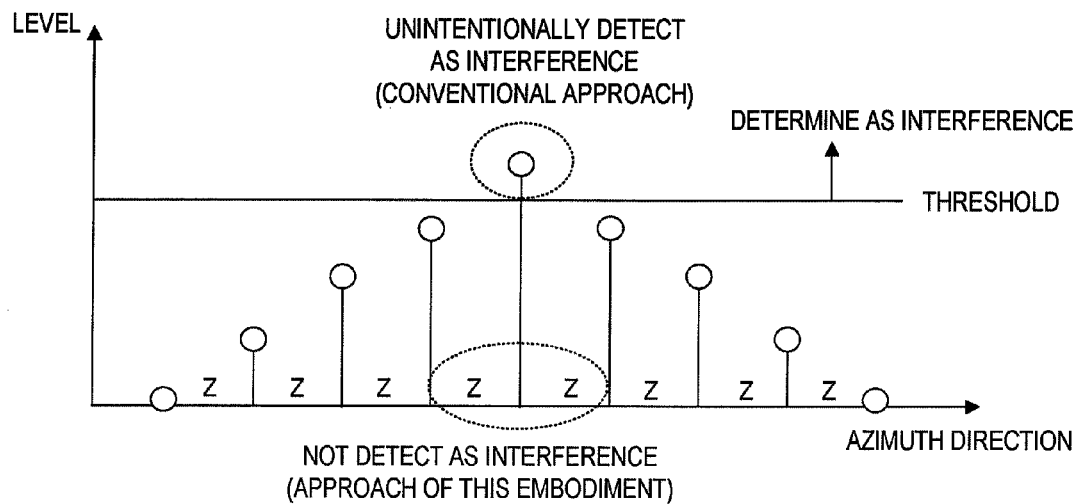 LEVEL
UNINTENTIONALLY DETECT
AS INTERFERENCE
(CONVENTIONAL APPROACH)
DETERMINE AS INTERFERENCE
THRESHOLD
Z Z Z Z Z Z Z Z
AZIMUTH DIRECTION
NOT DETECT AS INTERFERENCE
(APPROACH OF THIS EMBODIMENT)